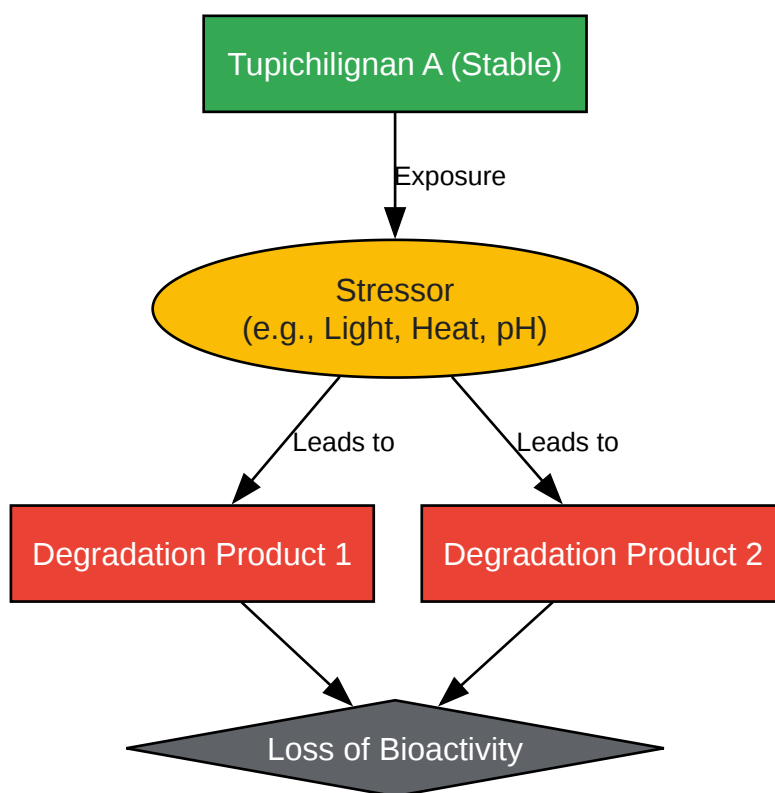 Tupichilignan A (Stable)
Exposure
Stressor
(e.g., Light, Heat, pH)
Leads to
Leads to
Degradation Product 1
Degradation Product 2
Loss of Bioactivity